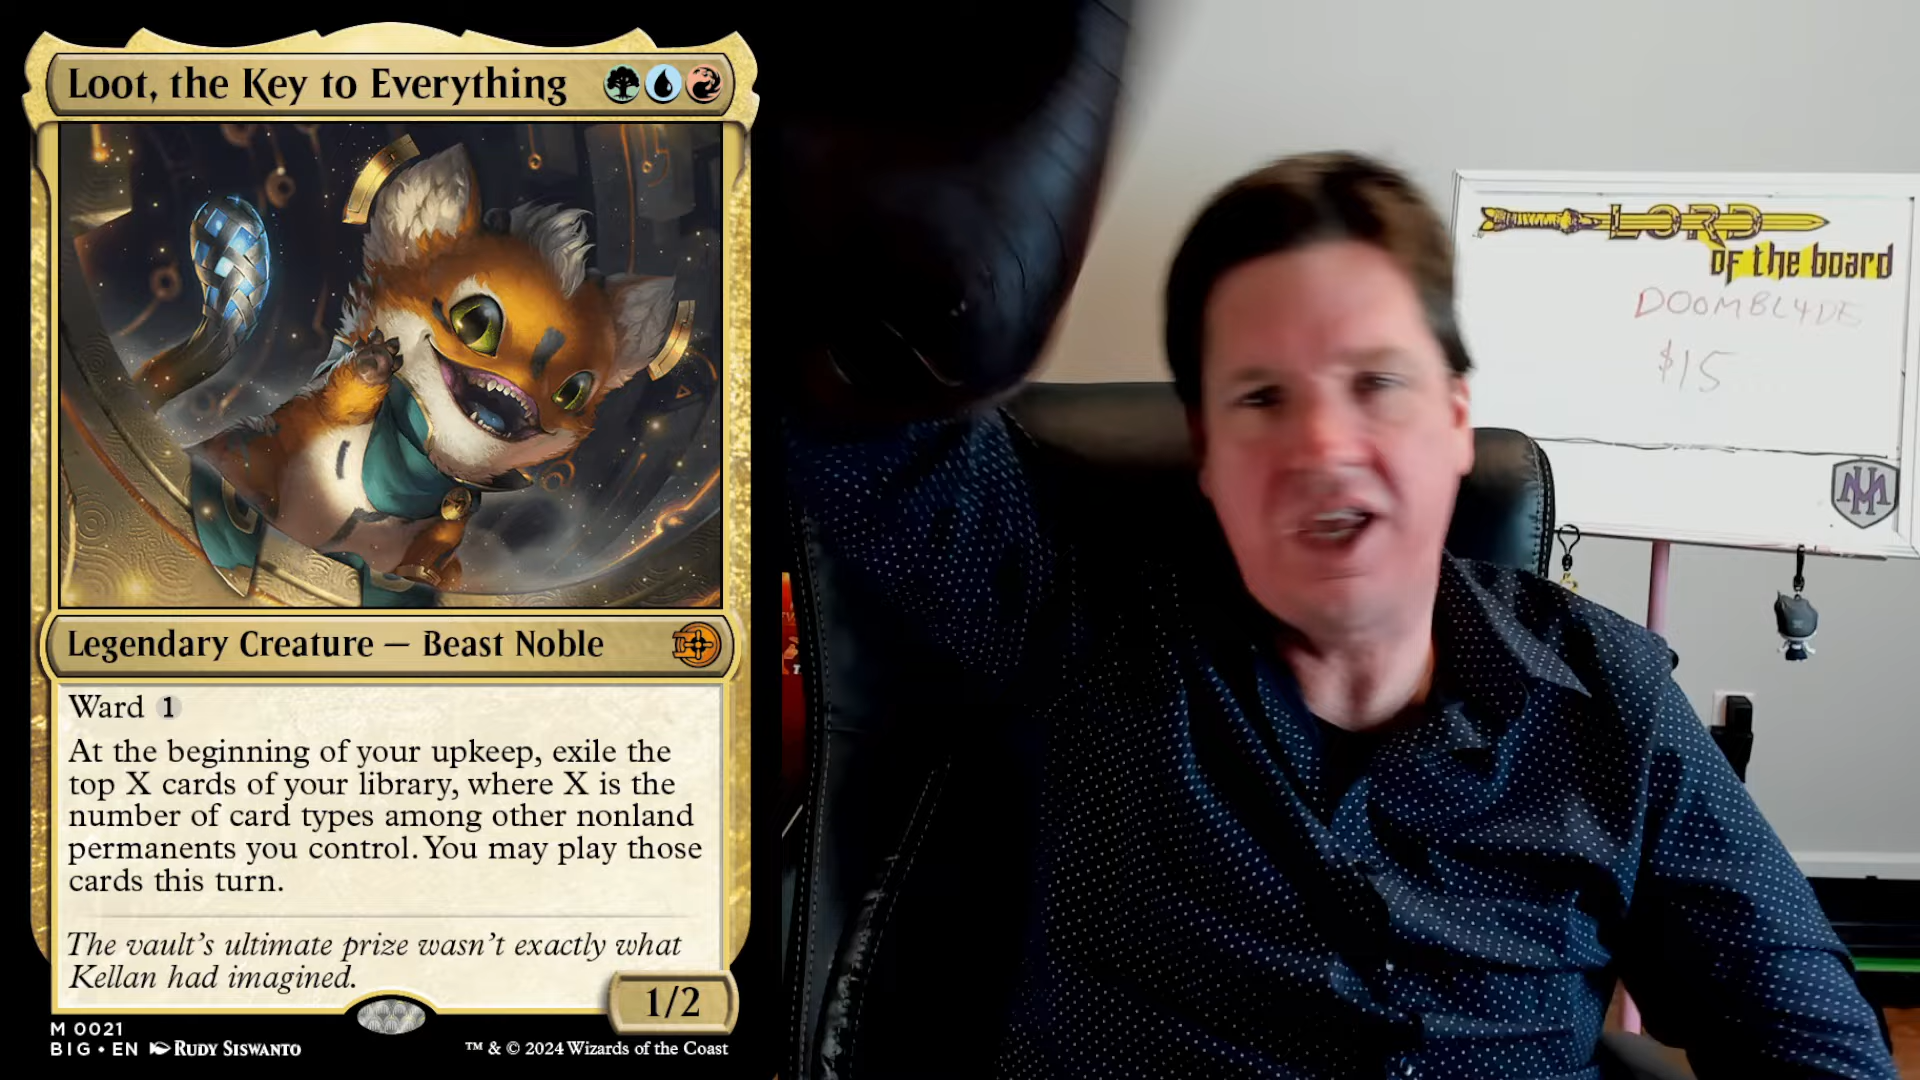 Loot, the Key to Everything
Legendary Creature — Beast Noble
Ward 1
At the beginning of your upkeep, exile the
top X cards of your library, where X is the
number of card types among other nonland
permanents you control. You may play those
cards this turn.
The vault's ultimate prize wasn't exactly what
Kellan had imagined.
1/2
M 0021
BIG • EN RUDY SISWANTO
™ & © 2024 Wizards of the Coast
LORD
of the board
DOOMBLYDE
$15